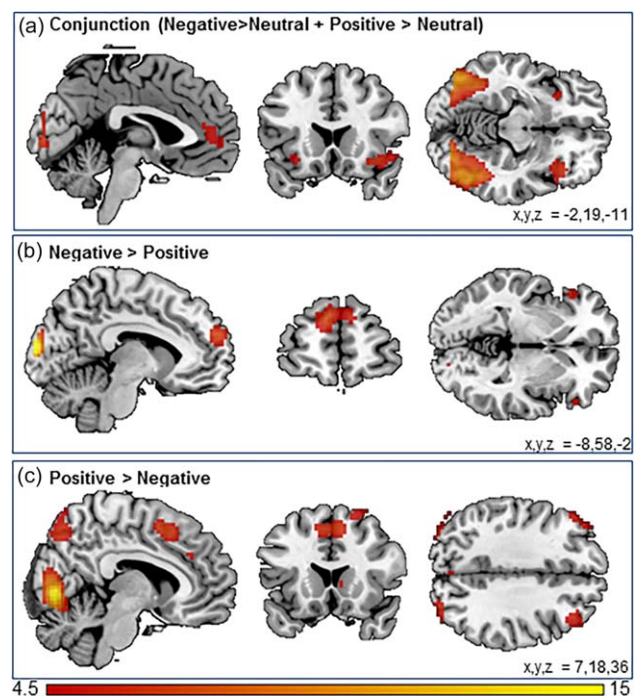 (a) Conjunction (Negative>Neutral + Positive > Neutral)
x,y,z = -2,19,-11
(b) Negative > Positive
x,y,z = -8,58,-2
(c) Positive > Negative
x,y,z = 7,18,36
4.5 15